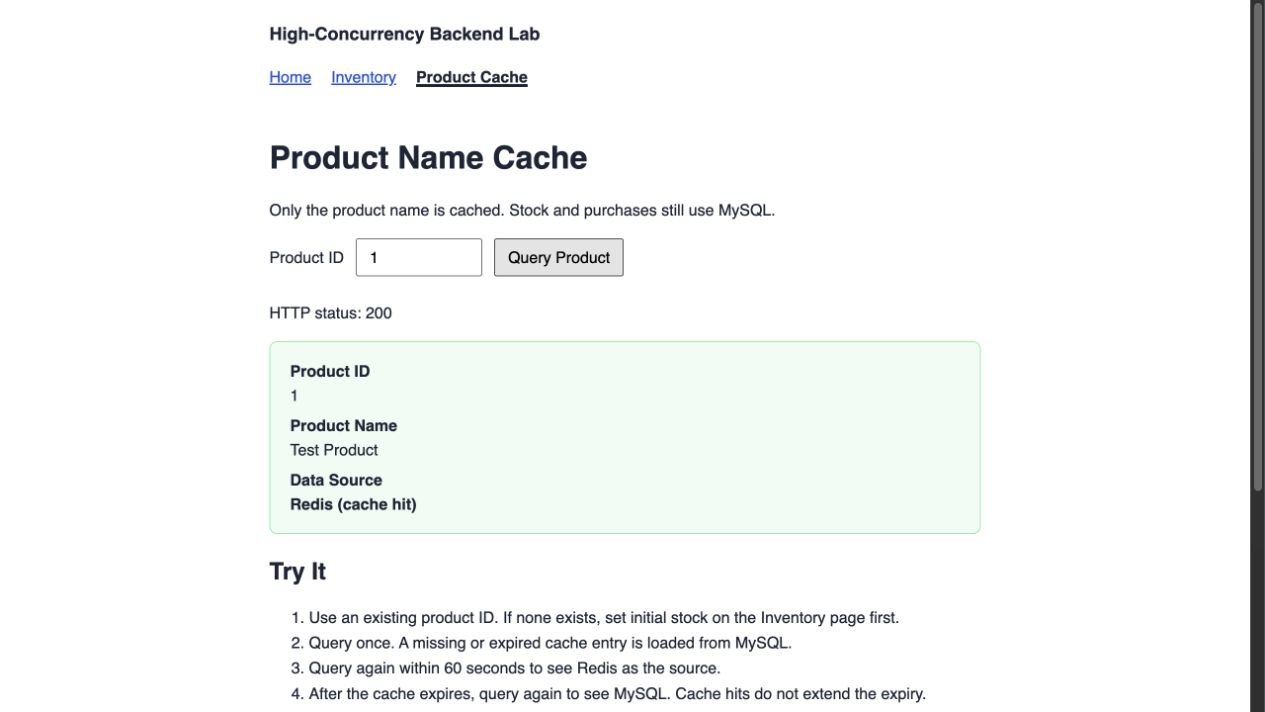 High-Concurrency Backend Lab
Home Inventory Product Cache
Product Name Cache
Only the product name is cached. Stock and purchases still use MySQL.
Product ID 1 Query Product
HTTP status: 200
Product ID
1
Product Name
Test Product
Data Source
Redis (cache hit)
Try It
1. Use an existing product ID. If none exists, set initial stock on the Inventory page first.
2. Query once. A missing or expired cache entry is loaded from MySQL.
3. Query again within 60 seconds to see Redis as the source.
4. After the cache expires, query again to see MySQL. Cache hits do not extend the expiry.